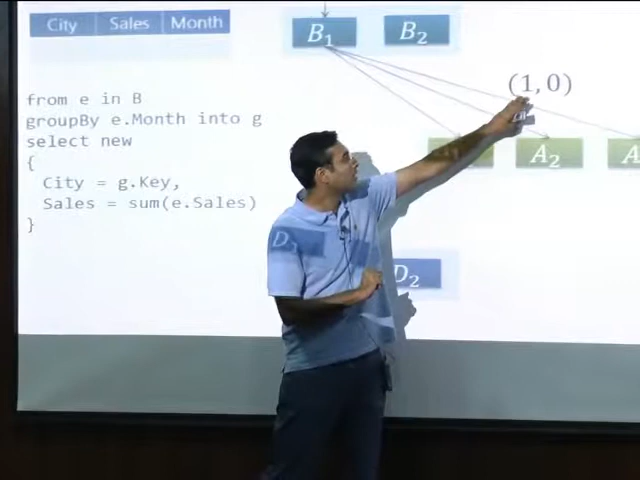 City Sales Month
B1 B2
(1,0)
from e in B
groupBy e.Month into g
select new
{
City = g.Key,
Sales = sum(e.Sales)
}
A2
D2